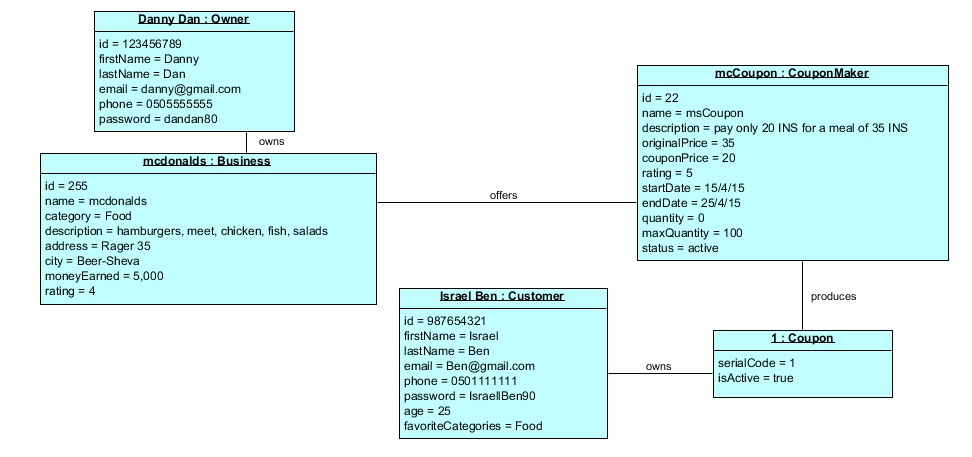 Danny Dan : Owner
id = 123456789
firstName = Danny
lastName = Dan
email = danny@gmail.com
phone = 0505555555
password = dandan80
owns
mcdonalds : Business
id = 255
name = mcdonalds
category = Food
description = hamburgers, meet, chicken, fish, salads
address = Rager 35
city = Beer-Sheva
moneyEarned = 5,000
rating = 4
offers
mcCoupon : CouponMaker
id = 22
name = msCoupon
description = pay only 20 INS for a meal of 35 INS
originalPrice = 35
couponPrice = 20
rating = 5
startDate = 15/4/15
endDate = 25/4/15
quantity = 0
maxQuantity = 100
status = active
produces
Israel Ben : Customer
id = 987654321
firstName = Israel
lastName = Ben
email = Ben@gmail.com
phone = 0501111111
password = IsraelIBen90
age = 25
favoriteCategories = Food
owns
1 : Coupon
serialCode = 1
isActive = true